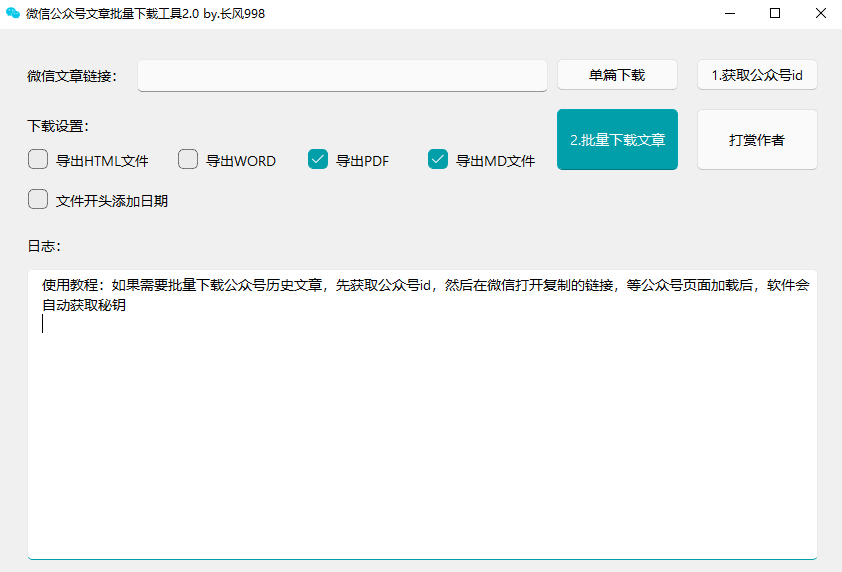 微信公众号文章批量下载工具2.0 by.长风998
微信文章链接： 单篇下载 1.获取公众号id
下载设置：
导出HTML文件 导出WORD 导出PDF 导出MD文件 2.批量下载文章 打赏作者
文件开头添加日期
日志：
使用教程：如果需要批量下载公众号历史文章，先获取公众号id，然后在微信打开复制的链接，等公众号页面加载后，软件会
自动获取秘钥